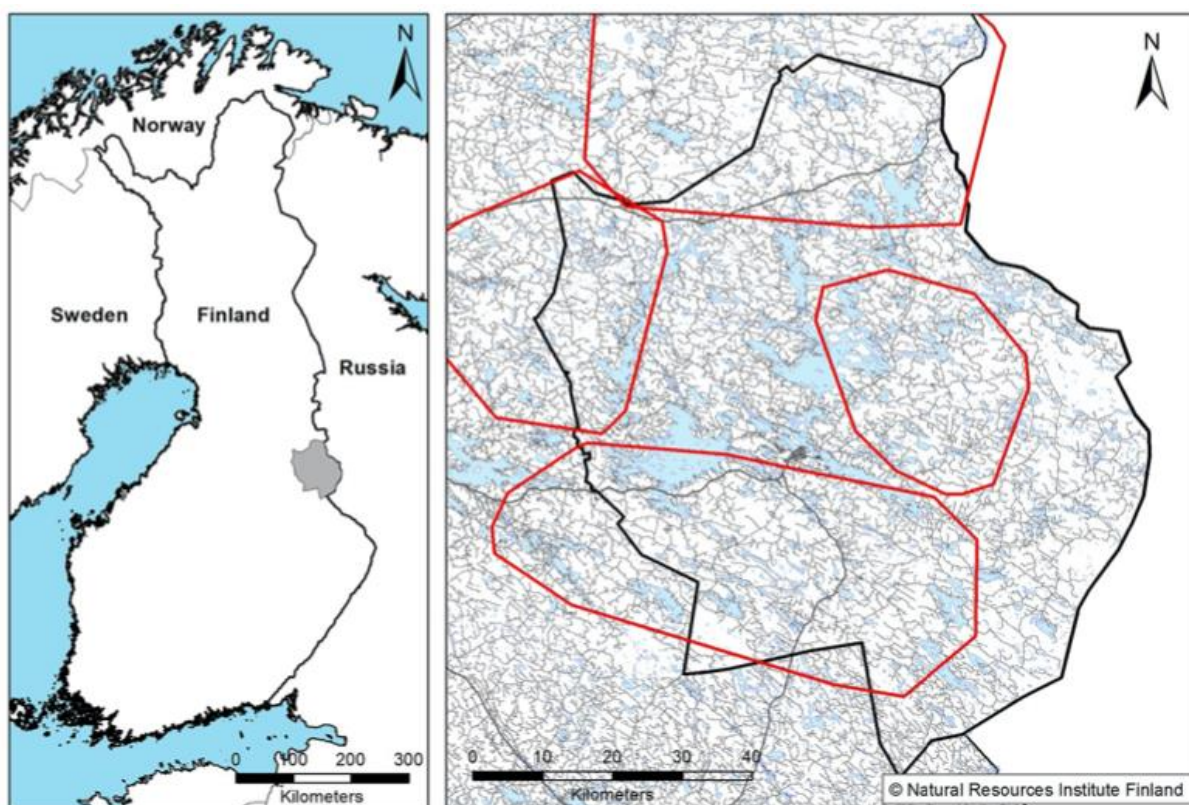 N
Norway
Sweden
Finland
Russia
0 100 200 300
Kilometers
N
0 10 20 30 40
Kilometers
© Natural Resources Institute Finland